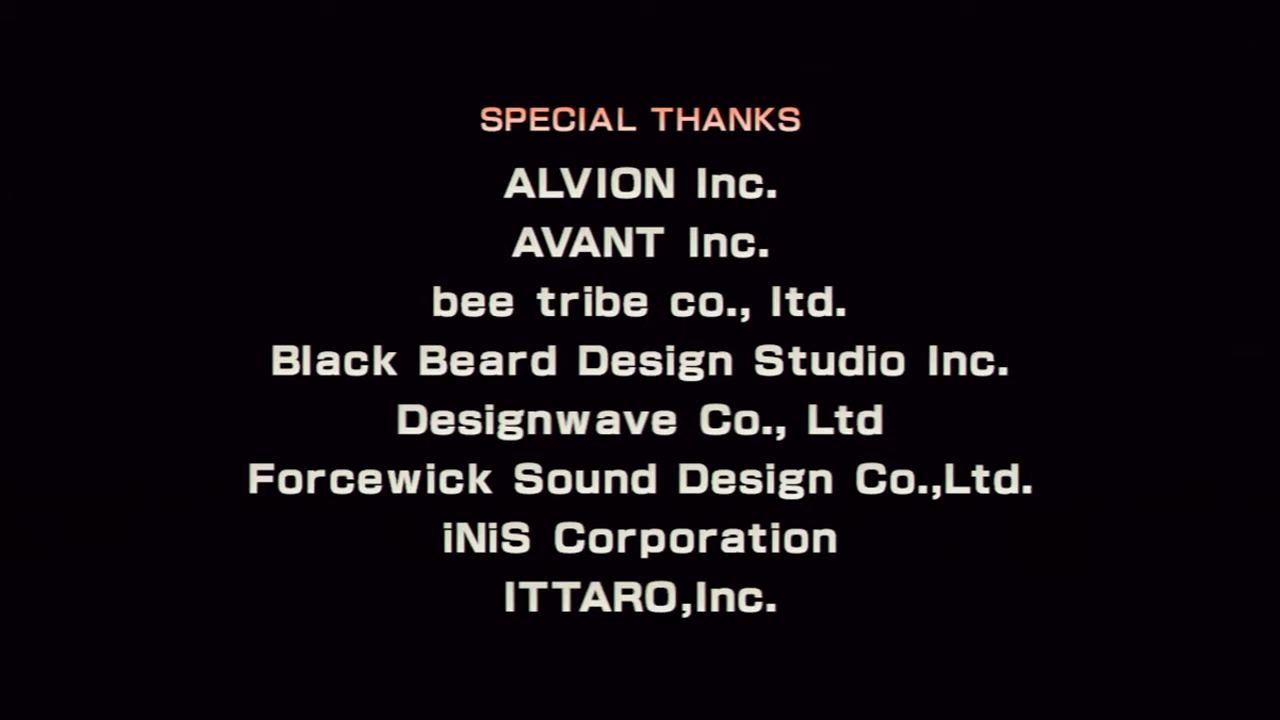 SPECIAL THANKS
ALVION Inc.
AVANT Inc.
bee tribe co., ltd.
Black Beard Design Studio Inc.
Designwave Co., Ltd
Forcewick Sound Design Co.,Ltd.
iNiS Corporation
ITTARO,Inc.